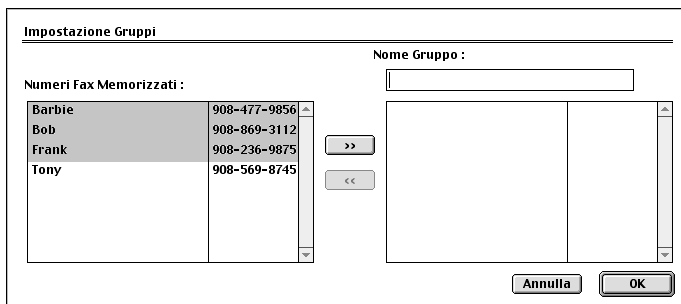 Impostazione Gruppi
Nome Gruppo :
Numeri Fax Memorizzati :
Barbie 908-477-9856
Bob 908-869-3112
Frank 908-236-9875
Tony 908-569-8745
>>
<<
Annulla OK